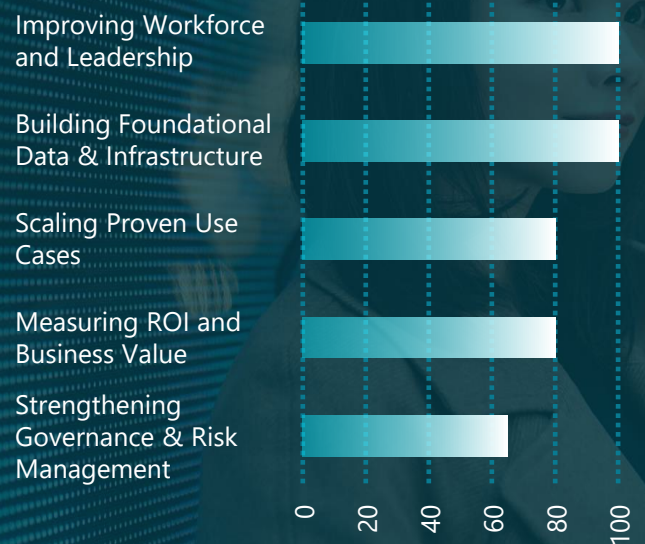 Improving Workforce
and Leadership
Building Foundational
Data & Infrastructure
Scaling Proven Use
Cases
Measuring ROI and
Business Value
Strengthening
Governance & Risk
Management
0
20
40
60
80
100